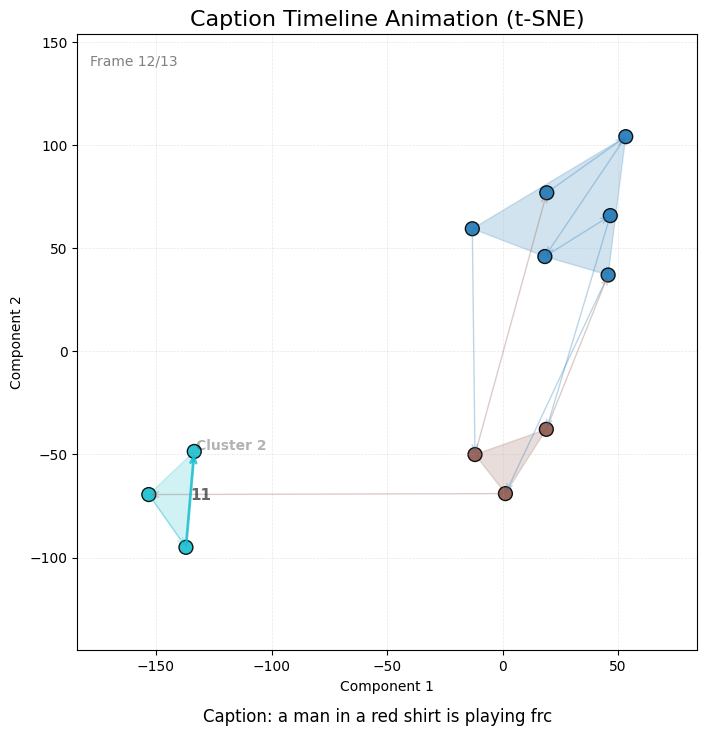 Caption Timeline Animation (t-SNE)
Frame 12/13
150
100
50
0
−50
−100
Component 2
Cluster 2
11
−150
−100
−50
0
50
Component 1
Caption: a man in a red shirt is playing frc